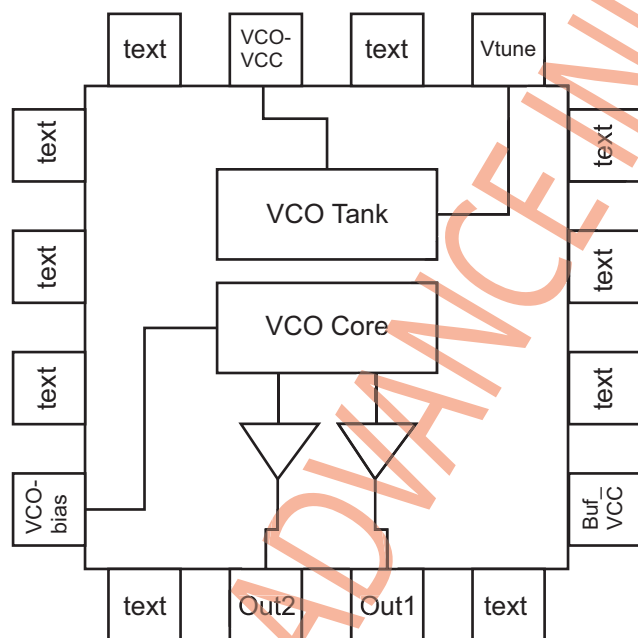 text
VCO-
VCC
text
Vtune
text
text
VCO Tank
text
text
VCO Core
text
text
VCO-
bias
Buf_
VCC
text
Out2
Out1
text
ADVANCE IN